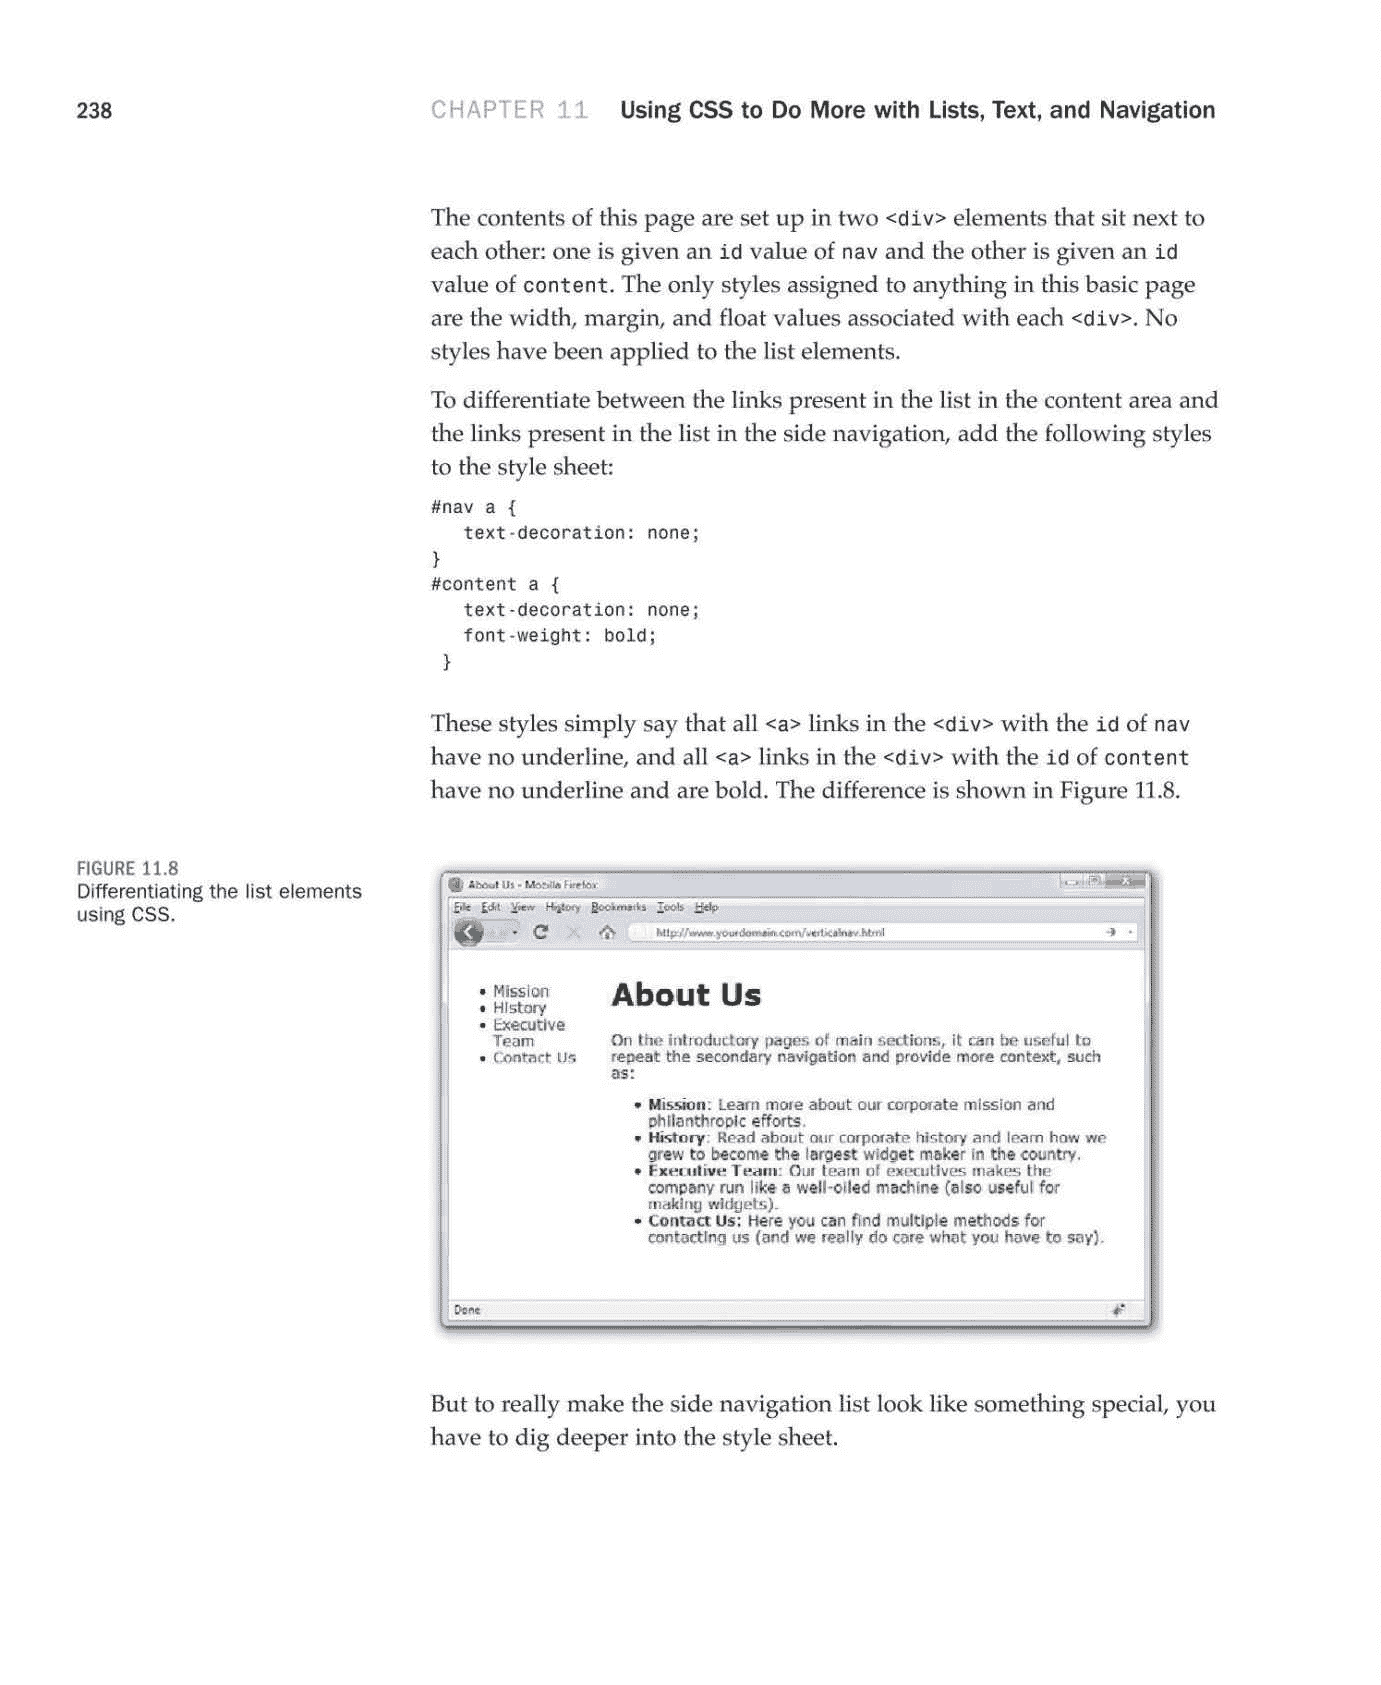 238
CHAPTER 11 Using CSS to Do More with Lists, Text, and Navigation
The contents of this page are set up in two <div> elements that sit next to
each other: one is given an id value of nav and the other is given an id
value of content. The only styles assigned to anything in this basic page
are the width, margin, and float values associated with each <div>. No
styles have been applied to the list elements.
To differentiate between the links present in the list in the content area and
the links present in the list in the side navigation, add the following styles
to the style sheet:
#nav a {
text-decoration: none;
}
#content a {
text-decoration: none;
font-weight: bold;
}
These styles simply say that all <a> links in the <div> with the id of nav
have no underline, and all <a> links in the <div> with the id of content
have no underline and are bold. The difference is shown in Figure 11.8.
FIGURE 11.8
Differentiating the list elements
using CSS.
About Us - Mozilla Firefox
File Edit View History Bookmarks Tools Help
http://www.yourdomain.com/verticalnav.html
• Mission
• History
• Executive
Team
• Contact Us
About Us
On the introductory pages of main sections, it can be useful to
repeat the secondary navigation and provide more context, such
as:
• Mission: Learn more about our corporate mission and
philanthropic efforts.
• History: Read about our corporate history and learn how we
grew to become the largest widget maker in the country.
• Executive Team: Our team of executives makes the
company run like a well-oiled machine (also useful for
making widgets).
• Contact Us: Here you can find multiple methods for
contacting us (and we really do care what you have to say).
Done
But to really make the side navigation list look like something special, you
have to dig deeper into the style sheet.